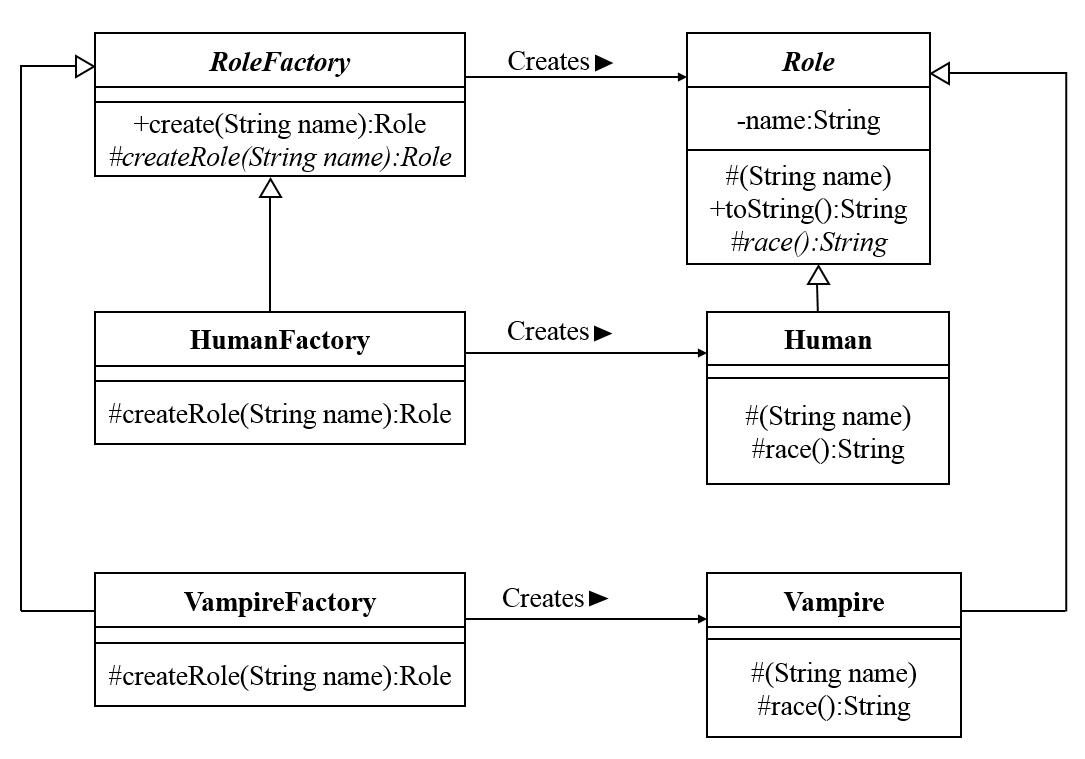 RoleFactory
+create(String name):Role
#createRole(String name):Role
Creates►
Role
-name:String
#(String name)
+toString():String
#race():String
HumanFactory
#createRole(String name):Role
Creates►
Human
#(String name)
#race():String
VampireFactory
#createRole(String name):Role
Creates►
Vampire
#(String name)
#race():String